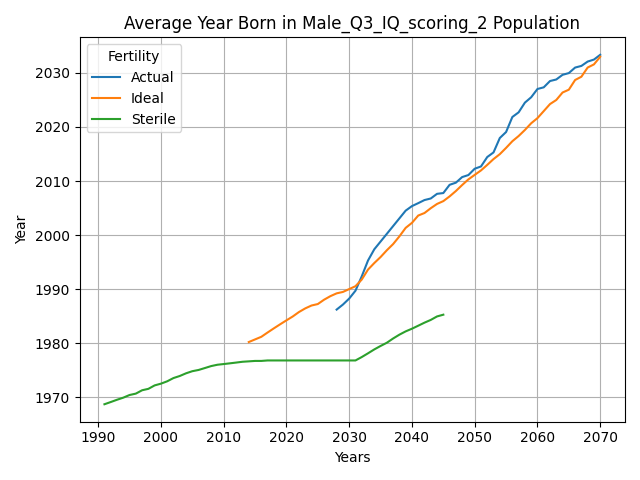 Average Year Born in Male_Q3_IQ_scoring_2 Population
Fertility
Actual
Ideal
Sterile
Year
2030
2020
2010
2000
1990
1980
1970
1990 2000 2010 2020 2030 2040 2050 2060 2070
Years